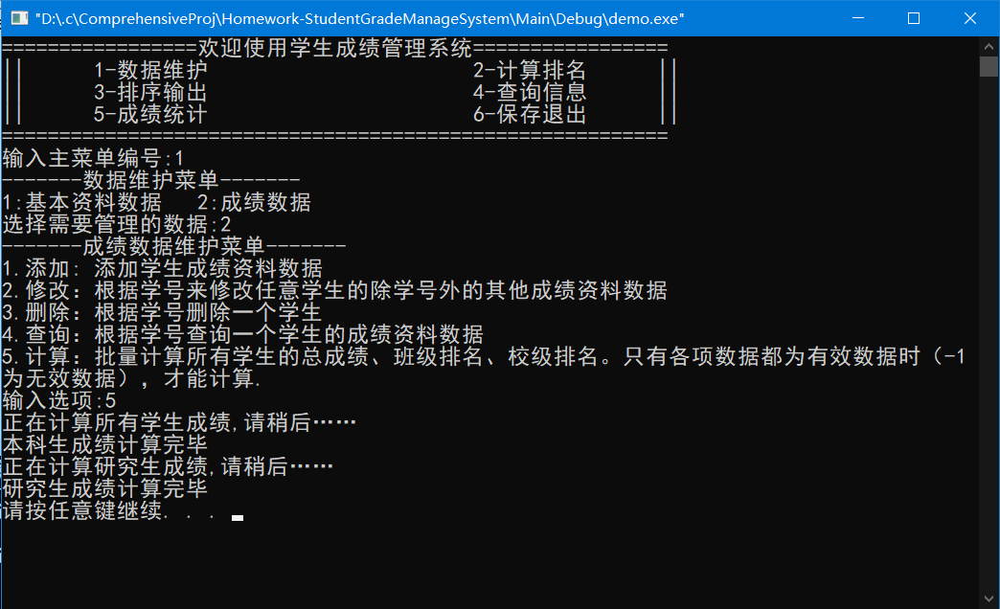 "D:\.c\ComprehensiveProj\Homework-StudentGradeManageSystem\Main\Debug\demo.exe"
=================欢迎使用学生成绩管理系统=================
||      1-数据维护                       2-计算排名      ||
||      3-排序输出                       4-查询信息      ||
||      5-成绩统计                       6-保存退出      ||
==========================================================
输入主菜单编号:1
-------数据维护菜单-------
1:基本资料数据   2:成绩数据
选择需要管理的数据:2
-------成绩数据维护菜单-------
1.添加: 添加学生成绩资料数据
2.修改：根据学号来修改任意学生的除学号外的其他成绩资料数据
3.删除：根据学号删除一个学生
4.查询：根据学号查询一个学生的成绩资料数据
5.计算：批量计算所有学生的总成绩、班级排名、校级排名。只有各项数据都为有效数据时（-1
为无效数据），才能计算.
输入选项:5
正在计算所有学生成绩,请稍后……
本科生成绩计算完毕
正在计算研究生成绩,请稍后……
研究生成绩计算完毕
请按任意键继续. . .